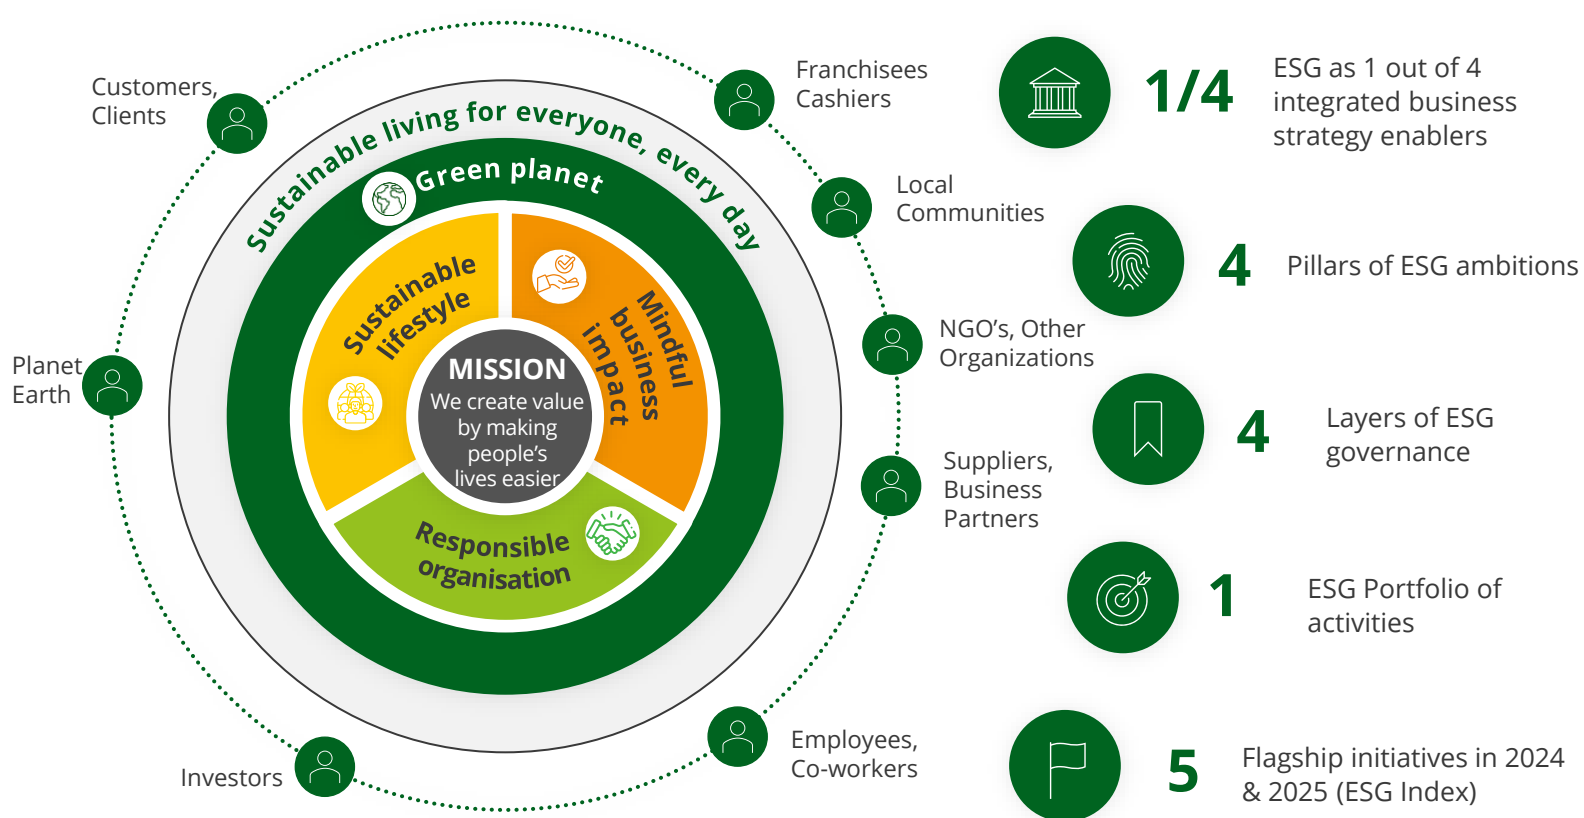 Customers,
Clients
Franchisees
Cashiers
Local
Communities
NGO’s, Other
Organizations
Suppliers,
Business
Partners
Employees,
Co-workers
Investors
Planet
Earth
Sustainable living for everyone, every day
Green planet
Sustainable
lifestyle
Mindful
business
impact
Responsible
organisation
MISSION
We create value
by making
people’s
lives easier
1/4
ESG as 1 out of 4
integrated business
strategy enablers
4
Pillars of ESG ambitions
4
Layers of ESG
governance
1
ESG Portfolio of
activities
5
Flagship initiatives in 2024
& 2025 (ESG Index)